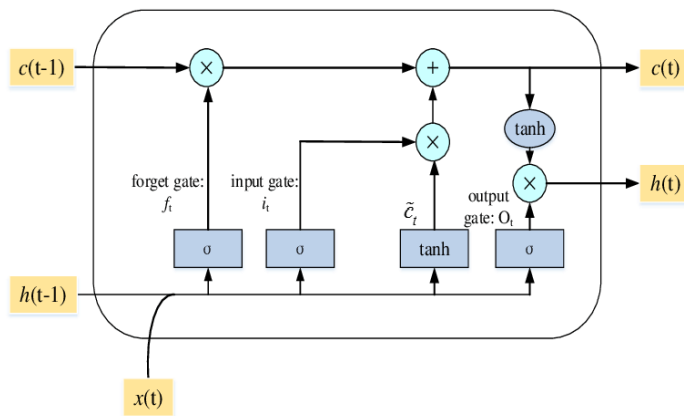 c(t-1)
×
+
c(t)
tanh
×
×
h(t)
forget gate:
fₜ
input gate:
iₜ
c̃ₜ
output
gate: Oₜ
σ
σ
tanh
σ
h(t-1)
x(t)